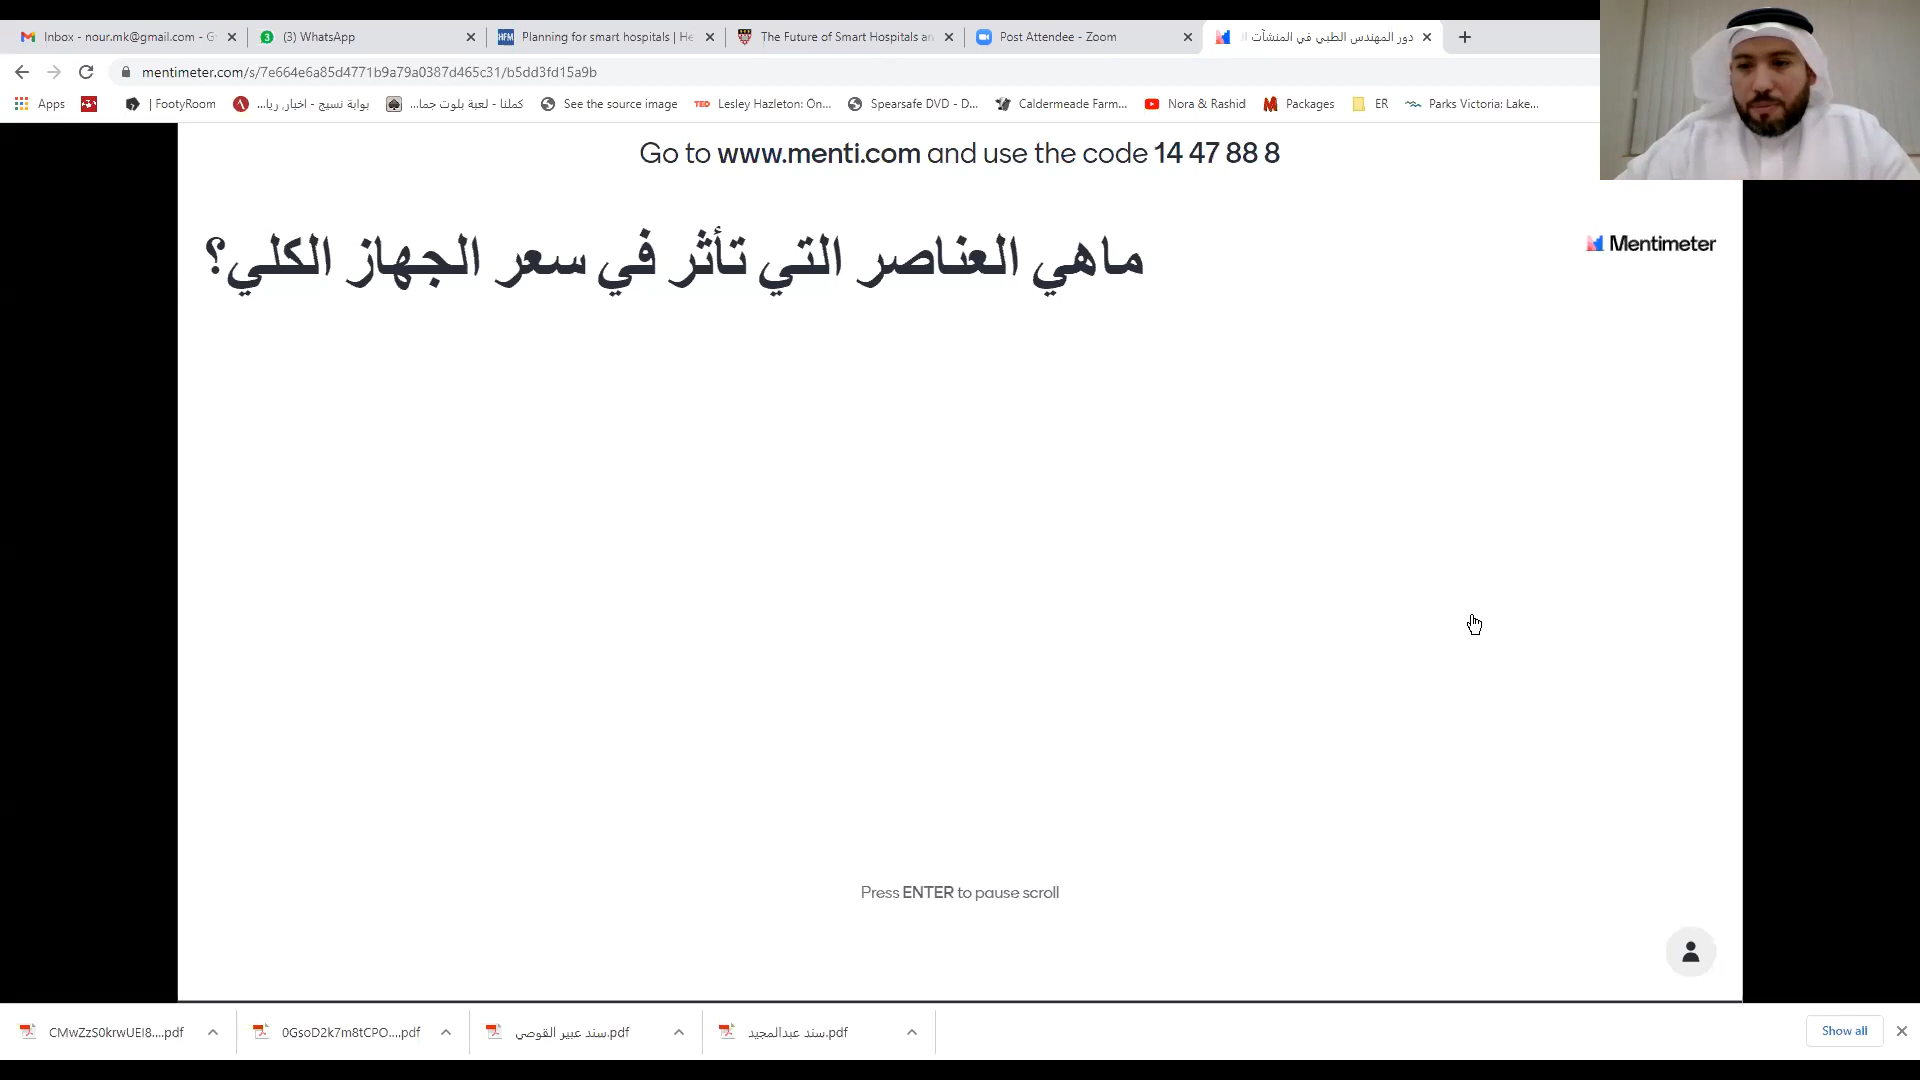 Inbox - nour.mk@gmail.com - G
3 (3) WhatsApp
HFM Planning for smart hospitals | He
The Future of Smart Hospitals an
Post Attendee - Zoom
دور المهندس الطبي في المنشآت ال
mentimeter.com/s/7e664e6a85d4771b9a79a0387d465c31/b5dd3fd15a9b
Apps
| FootyRoom
بوابة نسيج - اخبار, ريا...
كملنا - لعبة بلوت جما...
See the source image
TED Lesley Hazleton: On...
Spearsafe DVD - D...
Caldermeade Farm...
Nora & Rashid
Packages
ER
Parks Victoria: Lake...
Go to www.menti.com and use the code 14 47 88 8
ماهي العناصر التي تأثر في سعر الجهاز الكلي؟
Mentimeter
Press ENTER to pause scroll
CMwZzS0krwUEI8....pdf
0GsoD2k7m8tCPO....pdf
سند عبير القوصي.pdf
سند عبدالمجيد.pdf
Show all